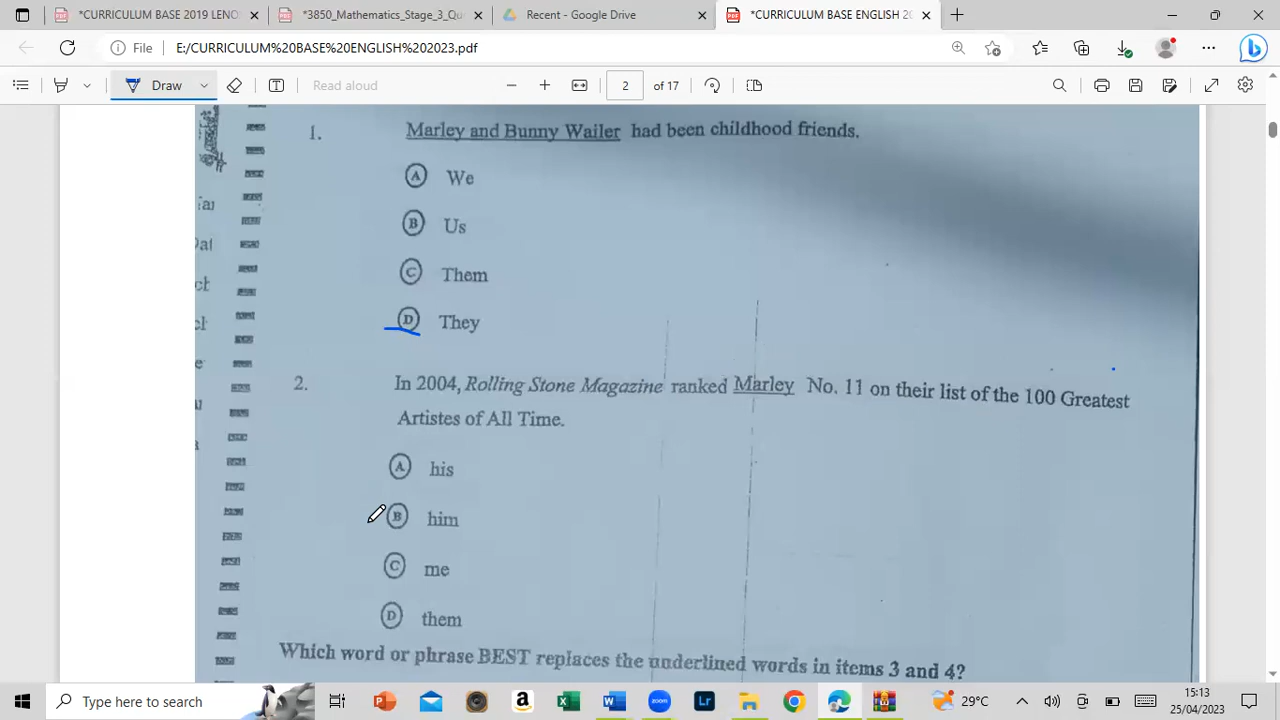 *CURRICULUM BASE 2019 LENO
*3850_Mathematics_Stage_3_Qu
Recent - Google Drive
*CURRICULUM BASE ENGLISH 20
File
E:/CURRICULUM%20BASE%20ENGLISH%202023.pdf
Draw
Read aloud
2
of 17
1.
Marley and Bunny Wailer had been childhood friends.
A We
B Us
C Them
D They
2.
In 2004, Rolling Stone Magazine ranked Marley No. 11 on their list of the 100 Greatest
Artistes of All Time.
A his
B him
C me
D them
Which word or phrase BEST replaces the underlined words in items 3 and 4?
Type here to search
zoom
Lr
29°C
15:13
25/04/2023